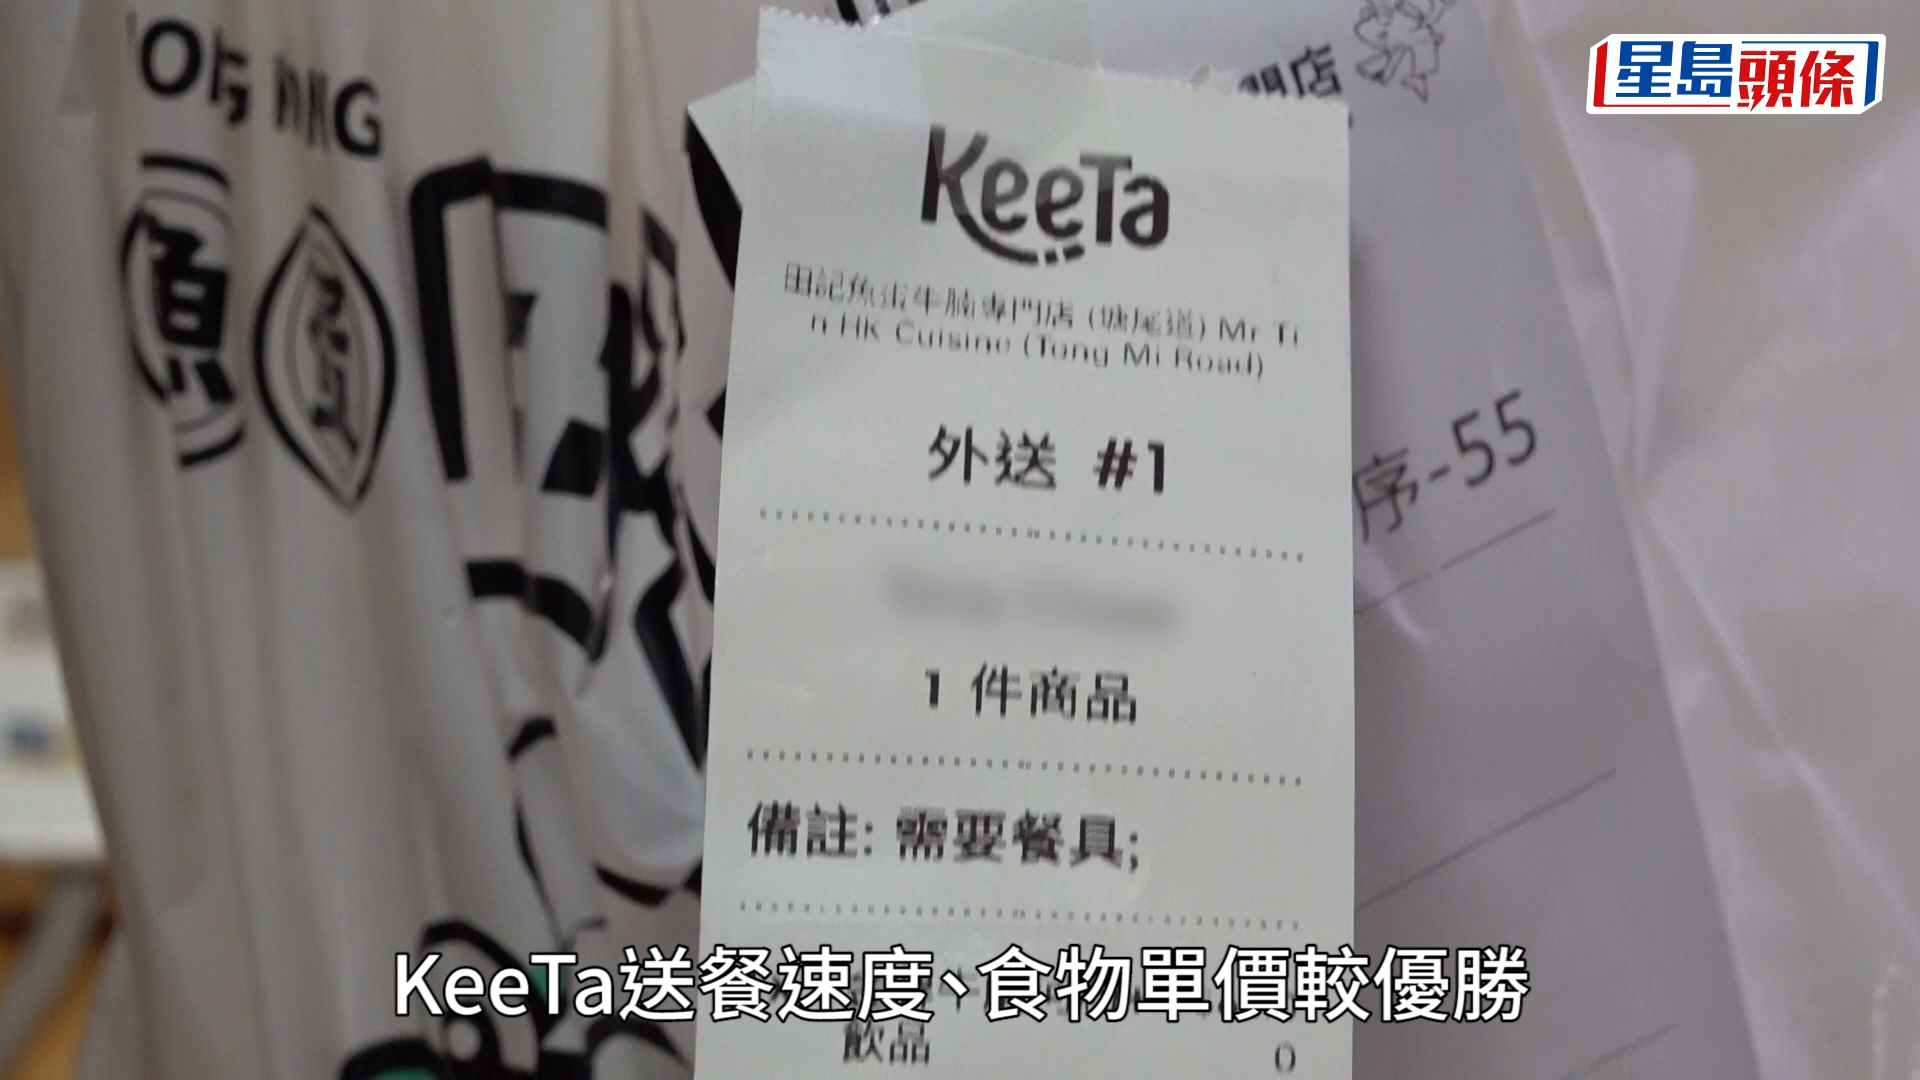 星島頭條
KeeTa
田記魚蛋牛腩專門店 (塘尾道) Mr Ti
n HK Cuisine (Tong Mi Road)
外送 #1
序-55
1 件商品
備註: 需要餐具;
KeeTa送餐速度、食物單價較優勝
飲品 0